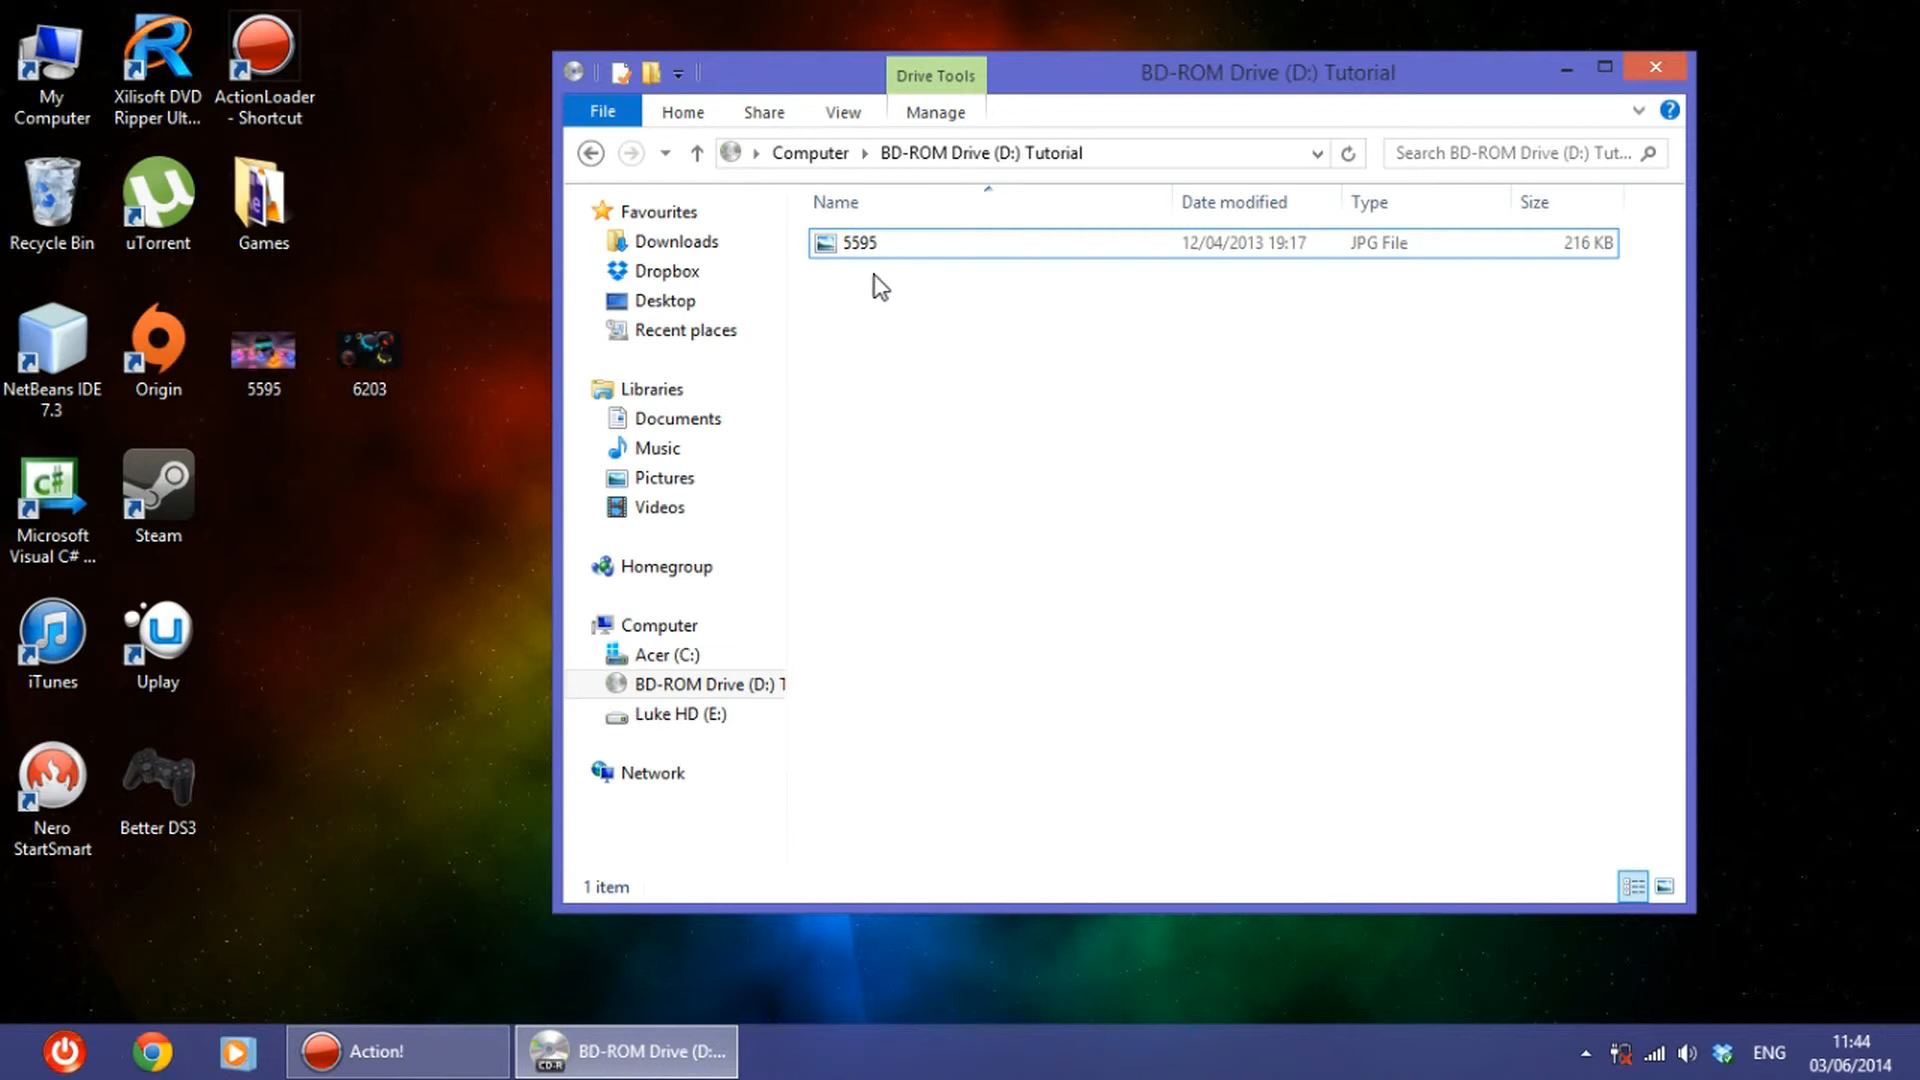 My
Computer
Xilisoft DVD
Ripper Ult...
ActionLoader
- Shortcut
Recycle Bin
uTorrent
Games
NetBeans IDE
7.3
Origin
5595
6203
Microsoft
Visual C# ...
Steam
iTunes
Uplay
Nero
StartSmart
Better DS3
Drive Tools
BD-ROM Drive (D:) Tutorial
File
Home
Share
View
Manage
Computer
BD-ROM Drive (D:) Tutorial
Search BD-ROM Drive (D:) Tut...
Name
Date modified
Type
Size
5595
12/04/2013 19:17
JPG File
216 KB
Favourites
Downloads
Dropbox
Desktop
Recent places
Libraries
Documents
Music
Pictures
Videos
Homegroup
Computer
Acer (C:)
BD-ROM Drive (D:) T
Luke HD (E:)
Network
1 item
Action!
CD-R
BD-ROM Drive (D:...
ENG
11:44
03/06/2014